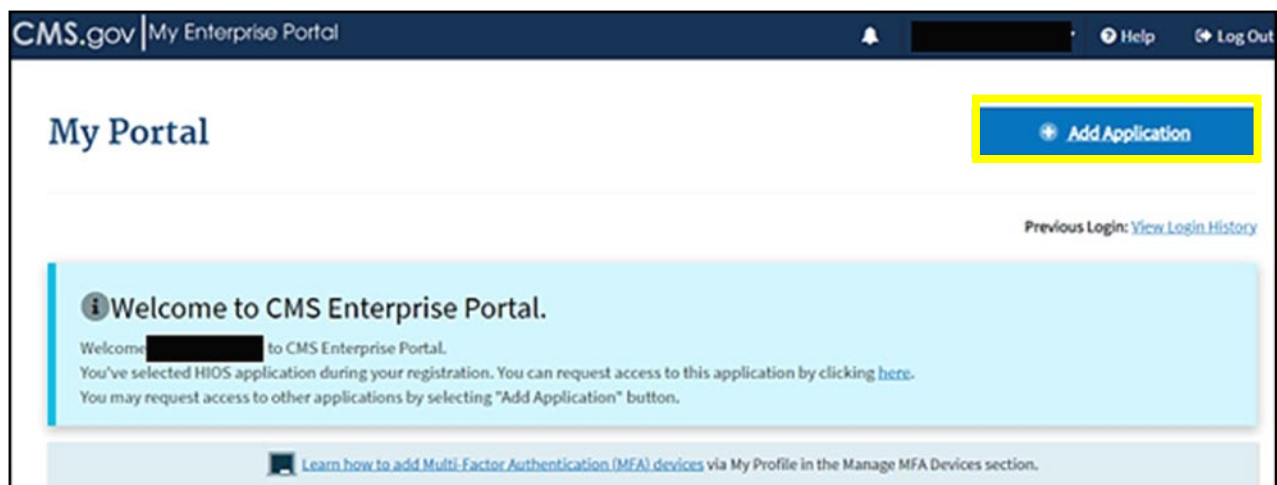 CMS.gov My Enterprise Portal
Help
Log Out
My Portal
Add Application
Previous Login: View Login History
Welcome to CMS Enterprise Portal.
Welcome to CMS Enterprise Portal.
You've selected HIOS application during your registration. You can request access to this application by clicking here.
You may request access to other applications by selecting "Add Application" button.
Learn how to add Multi-Factor Authentication (MFA) devices via My Profile in the Manage MFA Devices section.